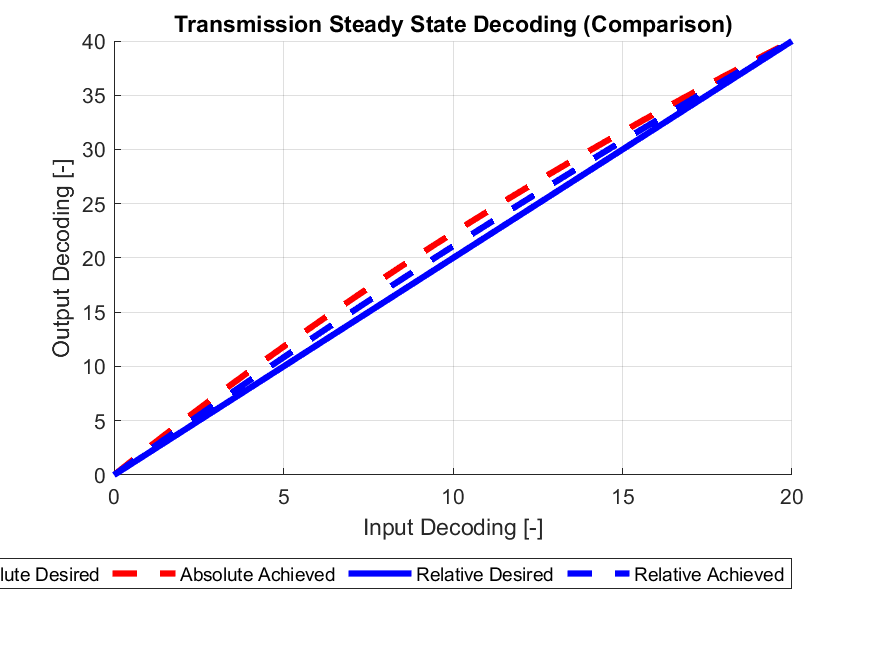 Transmission Steady State Decoding (Comparison)
40
35
30
25
20
15
10
5
0
Output Decoding [-]
0 5 10 15 20
Input Decoding [-]
lute Desired Absolute Achieved Relative Desired Relative Achieved